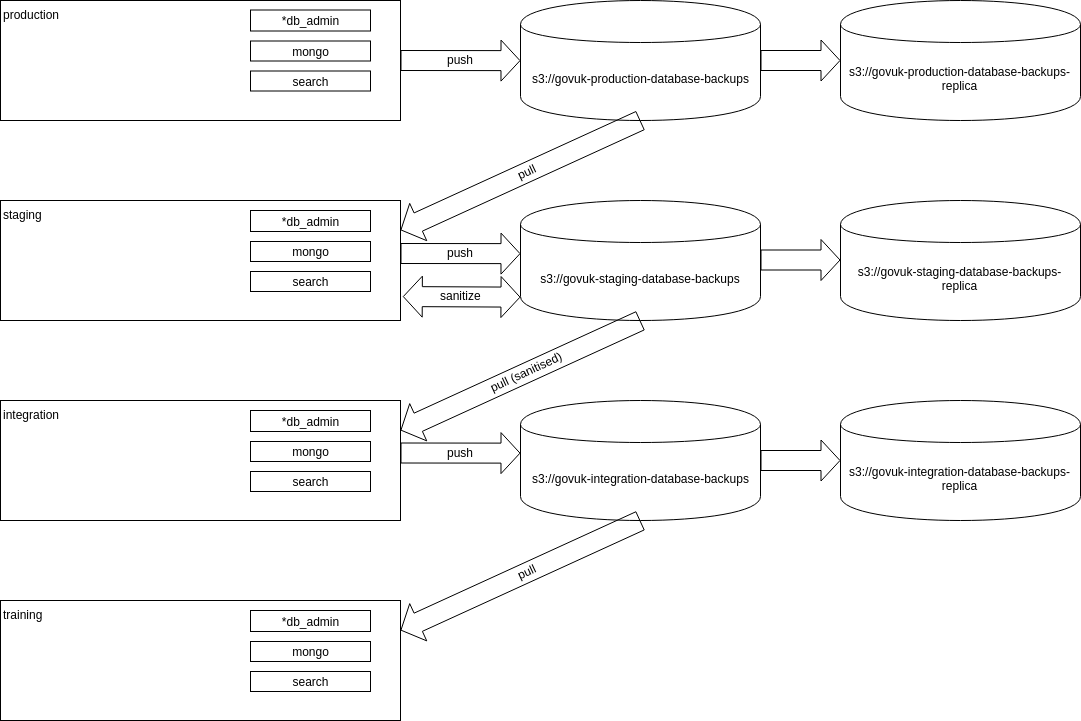 production
*db_admin
mongo
search
push
s3://govuk-production-database-backups
s3://govuk-production-database-backups-
replica
pull
staging
*db_admin
mongo
search
push
sanitize
s3://govuk-staging-database-backups
s3://govuk-staging-database-backups-
replica
pull (sanitised)
integration
*db_admin
mongo
search
push
s3://govuk-integration-database-backups
s3://govuk-integration-database-backups-
replica
pull
training
*db_admin
mongo
search